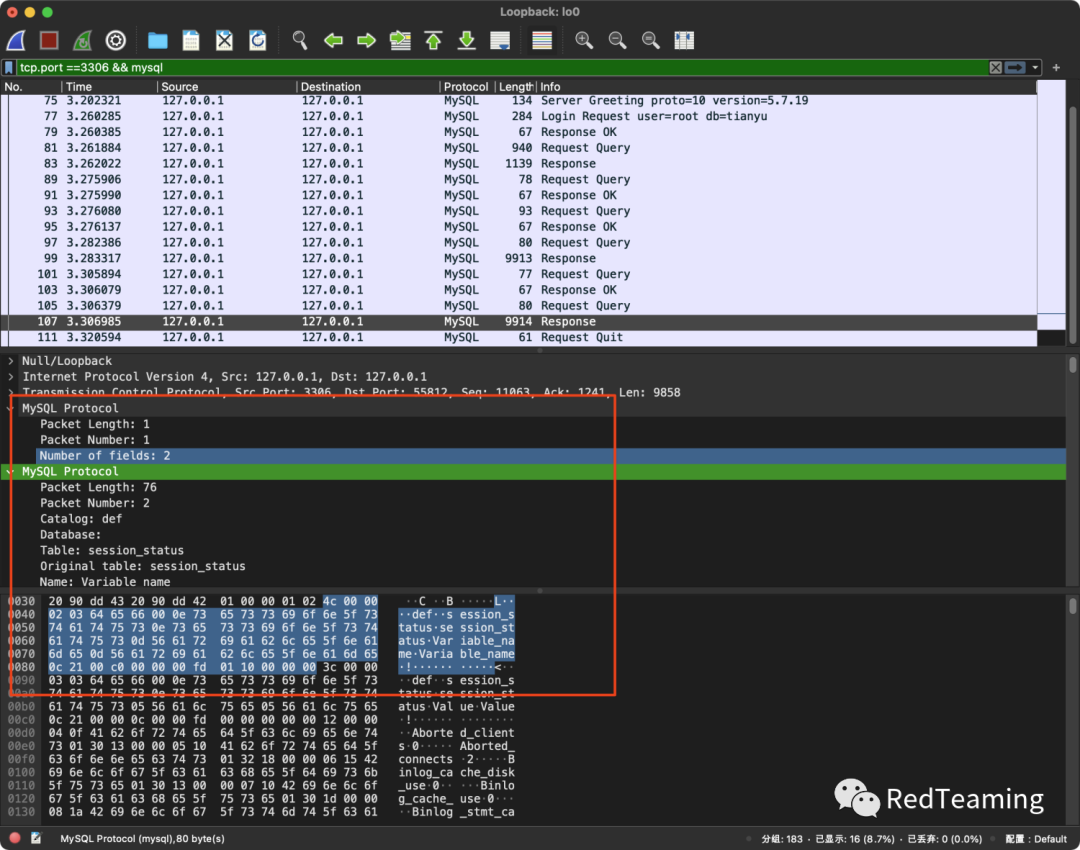 Loopback: lo0
tcp.port ==3306 && mysql
No. Time Source Destination Protocol Length Info
75 3.202321 127.0.0.1 127.0.0.1 MySQL 134 Server Greeting proto=10 version=5.7.19
77 3.260285 127.0.0.1 127.0.0.1 MySQL 284 Login Request user=root db=tianyu
79 3.260385 127.0.0.1 127.0.0.1 MySQL 67 Response OK
81 3.261884 127.0.0.1 127.0.0.1 MySQL 940 Request Query
83 3.262022 127.0.0.1 127.0.0.1 MySQL 1139 Response
89 3.275906 127.0.0.1 127.0.0.1 MySQL 78 Request Query
91 3.275990 127.0.0.1 127.0.0.1 MySQL 67 Response OK
93 3.276080 127.0.0.1 127.0.0.1 MySQL 93 Request Query
95 3.276137 127.0.0.1 127.0.0.1 MySQL 67 Response OK
97 3.282386 127.0.0.1 127.0.0.1 MySQL 80 Request Query
99 3.283317 127.0.0.1 127.0.0.1 MySQL 9913 Response
101 3.305894 127.0.0.1 127.0.0.1 MySQL 77 Request Query
103 3.306079 127.0.0.1 127.0.0.1 MySQL 67 Response OK
105 3.306379 127.0.0.1 127.0.0.1 MySQL 80 Request Query
107 3.306985 127.0.0.1 127.0.0.1 MySQL 9914 Response
111 3.320594 127.0.0.1 127.0.0.1 MySQL 61 Request Quit
Null/Loopback
Internet Protocol Version 4, Src: 127.0.0.1, Dst: 127.0.0.1
Transmission Control Protocol, Src Port: 3306, Dst Port: 55812, Seq: 11063, Ack: 1241, Len: 9858
MySQL Protocol
Packet Length: 1
Packet Number: 1
Number of fields: 2
MySQL Protocol
Packet Length: 76
Packet Number: 2
Catalog: def
Database:
Table: session_status
Original table: session_status
Name: Variable_name
0030 20 90 dd 43 20 90 dd 42 01 00 00 01 02 4c 00 00 ··C ··B ·····L··
0040 02 03 64 65 66 00 0e 73 65 73 73 69 6f 6e 5f 73 ··def··s ession_s
0050 74 61 74 75 73 0e 73 65 73 73 69 6f 6e 5f 73 74 tatus·se ssion_st
0060 61 74 75 73 0d 56 61 72 69 61 62 6c 65 5f 6e 61 atus·Var iable_na
0070 6d 65 0d 56 61 72 69 61 62 6c 65 5f 6e 61 6d 65 me·Varia ble_name
0080 0c 21 00 c0 00 00 00 fd 01 10 00 00 00 3c 00 00 ·!······ ·····<··
0090 03 03 64 65 66 00 0e 73 65 73 73 69 6f 6e 5f 73 ··def··s ession_s
00a0 74 61 74 75 73 0e 73 65 73 73 69 6f 6e 5f 73 74 tatus·se ssion_st
00b0 61 74 75 73 05 56 61 6c 75 65 05 56 61 6c 75 65 atus·Val ue·Value
00c0 0c 21 00 00 0c 00 00 fd 00 00 00 00 00 12 00 00 ·!······ ········
00d0 04 0f 41 62 6f 72 74 65 64 5f 63 6c 69 65 6e 74 ··Aborte d_client
00e0 73 01 30 13 00 00 05 10 41 62 6f 72 74 65 64 5f s·0····· Aborted_
00f0 63 6f 6e 6e 65 63 74 73 01 32 18 00 00 06 15 42 connects ·2·····B
0100 69 6e 6c 6f 67 5f 63 61 63 68 65 5f 64 69 73 6b inlog_ca che_disk
0110 5f 75 73 65 01 30 13 00 00 07 10 42 69 6e 6c 6f _use·0·· ···Binlo
0120 67 5f 63 61 63 68 65 5f 75 73 65 01 30 1d 00 00 g_cache_ use·0···
0130 08 1a 42 69 6e 6c 6f 67 5f 73 74 6d 74 5f 63 61 ··Binlog _stmt_ca
RedTeaming
MySQL Protocol (mysql), 80 byte(s) 分组: 183 · 已显示: 16 (8.7%) · 已丢弃: 0 (0.0%) 配置: Default